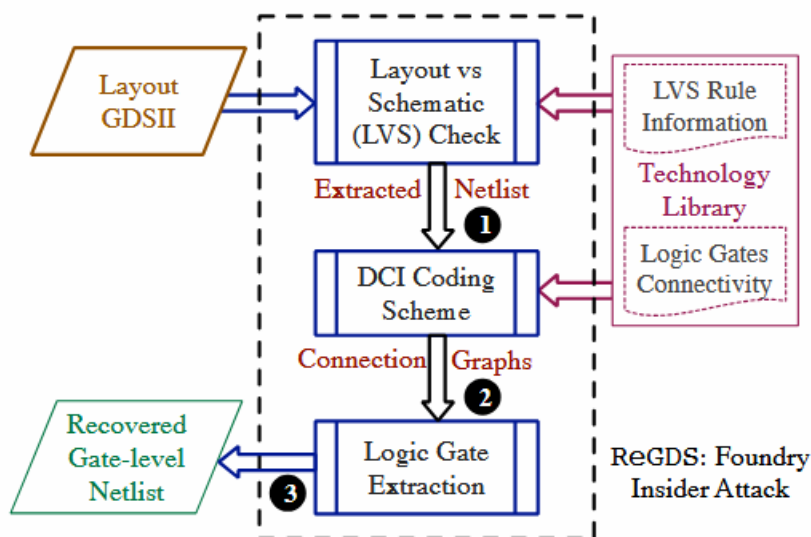 Layout
GDSII
Layout vs
Schematic
(LVS) Check
LVS Rule
Information
Technology
Library
Logic Gates
Connectivity
Extracted Netlist
1
DCI Coding
Scheme
Connection Graphs
2
Logic Gate
Extraction
3
Recovered
Gate-level
Netlist
ReGDS: Foundry
Insider Attack